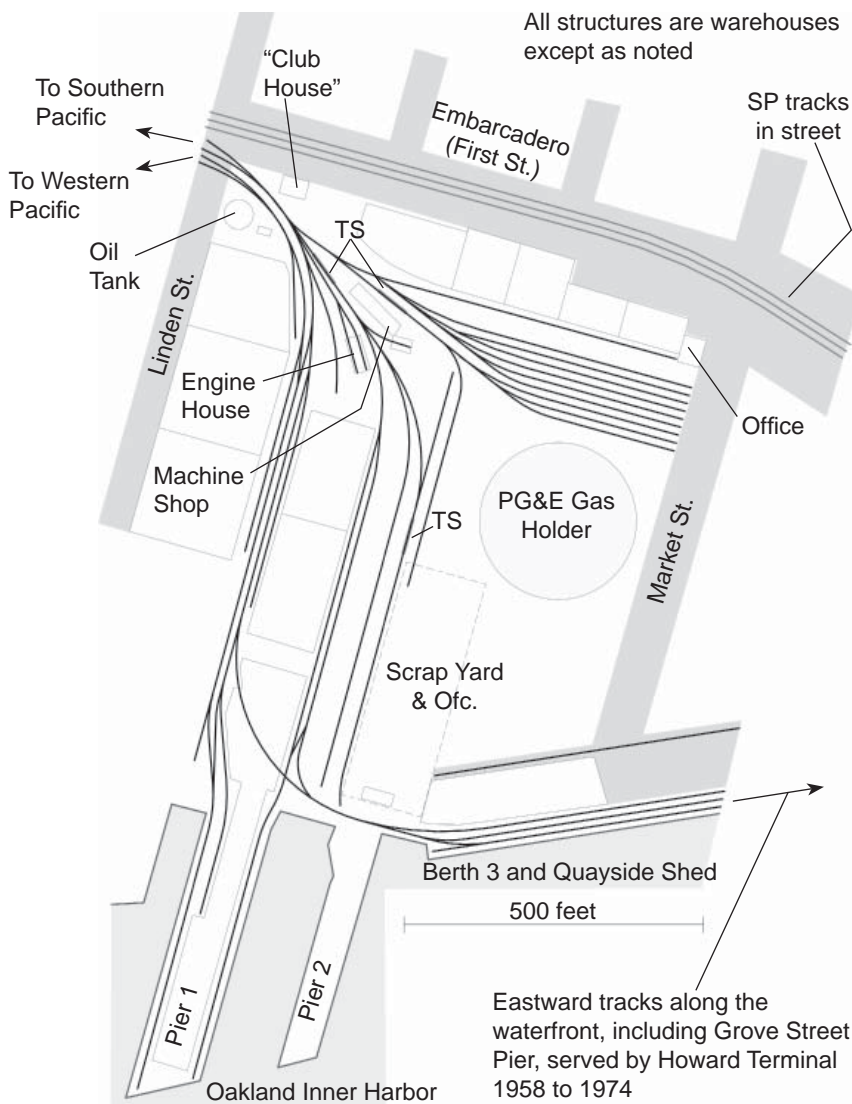 All structures are warehouses
except as noted
“Club
House”
To Southern
Pacific
Embarcadero
(First St.)
SP tracks
in street
To Western
Pacific
TS
Oil
Tank
Linden St.
Engine
House
Office
Machine
Shop
PG&E Gas
Holder
TS
Market St.
Scrap Yard
& Ofc.
Berth 3 and Quayside Shed
500 feet
Pier 1
Pier 2
Eastward tracks along the
waterfront, including Grove Street
Pier, served by Howard Terminal
1958 to 1974
Oakland Inner Harbor